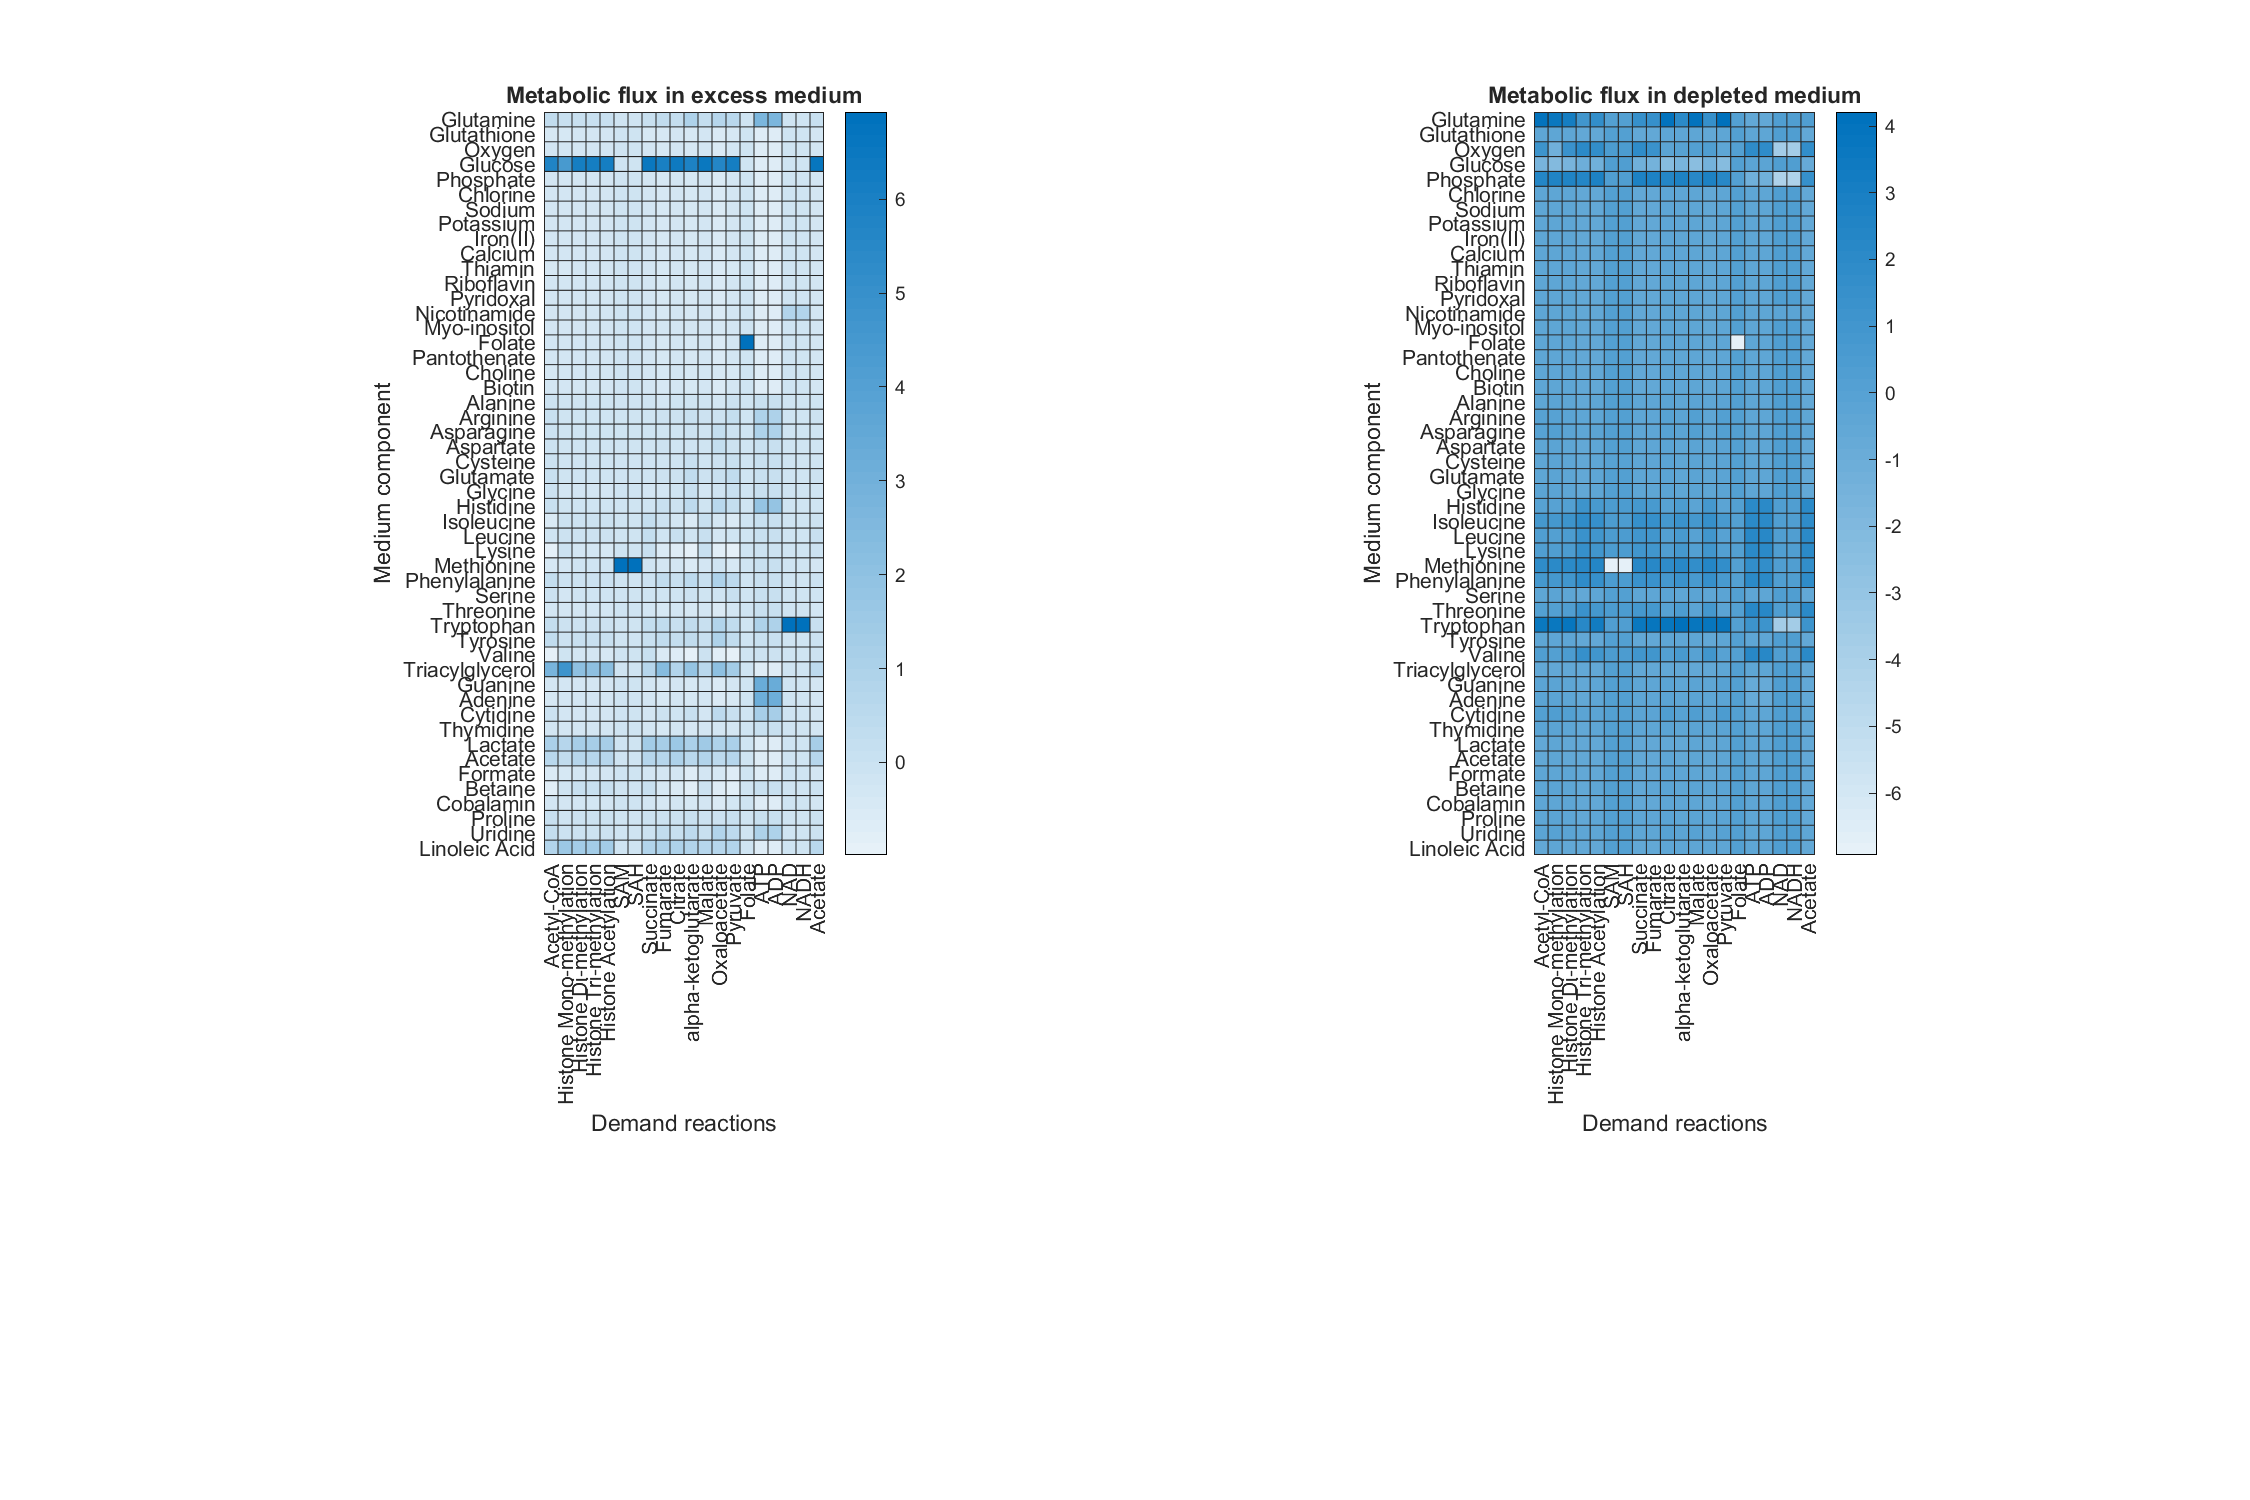 Metabolic flux in excess medium
Medium component
Glutamine
Glutathione
Oxygen
Glucose
Phosphate
Chlorine
Sodium
Potassium
Iron(II)
Calcium
Thiamin
Riboflavin
Pyridoxal
Nicotinamide
Myo-inositol
Folate
Pantothenate
Choline
Biotin
Alanine
Arginine
Asparagine
Aspartate
Cysteine
Glutamate
Glycine
Histidine
Isoleucine
Leucine
Lysine
Methionine
Phenylalanine
Serine
Threonine
Tryptophan
Tyrosine
Valine
Triacylglycerol
Guanine
Adenine
Cytidine
Thymidine
Lactate
Acetate
Formate
Betaine
Cobalamin
Proline
Uridine
Linoleic Acid
Acetyl-CoA
Histone Mono-methylation
Histone Di-methylation
Histone Tri-methylation
Histone Acetylation
SAM
SAH
Succinate
Fumarate
Citrate
alpha-ketoglutarate
Malate
Oxaloacetate
Pyruvate
Folate
ATP
ADP
NAD
NADH
Acetate
Demand reactions
6
5
4
3
2
1
0
Metabolic flux in depleted medium
Medium component
Glutamine
Glutathione
Oxygen
Glucose
Phosphate
Chlorine
Sodium
Potassium
Iron(II)
Calcium
Thiamin
Riboflavin
Pyridoxal
Nicotinamide
Myo-inositol
Folate
Pantothenate
Choline
Biotin
Alanine
Arginine
Asparagine
Aspartate
Cysteine
Glutamate
Glycine
Histidine
Isoleucine
Leucine
Lysine
Methionine
Phenylalanine
Serine
Threonine
Tryptophan
Tyrosine
Valine
Triacylglycerol
Guanine
Adenine
Cytidine
Thymidine
Lactate
Acetate
Formate
Betaine
Cobalamin
Proline
Uridine
Linoleic Acid
Acetyl-CoA
Histone Mono-methylation
Histone Di-methylation
Histone Tri-methylation
Histone Acetylation
SAM
SAH
Succinate
Fumarate
Citrate
alpha-ketoglutarate
Malate
Oxaloacetate
Pyruvate
Folate
ATP
ADP
NAD
NADH
Acetate
Demand reactions
4
3
2
1
0
-1
-2
-3
-4
-5
-6